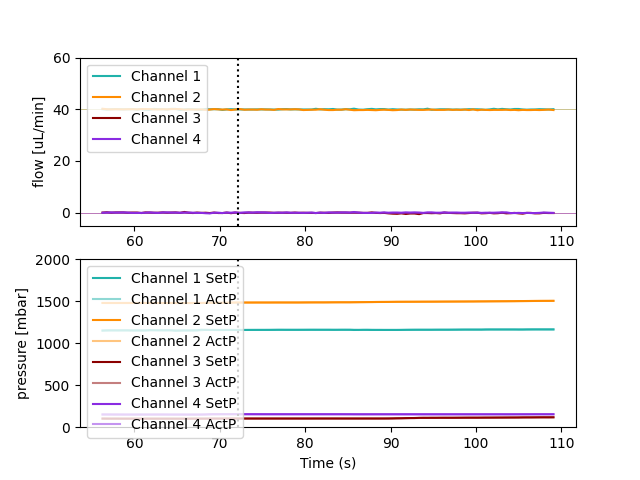 60
40
20
0
flow [uL/min]
Channel 1
Channel 2
Channel 3
Channel 4
60
70
80
90
100
110
2000
1500
1000
500
0
pressure [mbar]
Channel 1 SetP
Channel 1 ActP
Channel 2 SetP
Channel 2 ActP
Channel 3 SetP
Channel 3 ActP
Channel 4 SetP
Channel 4 ActP
60
70
80
90
100
110
Time (s)